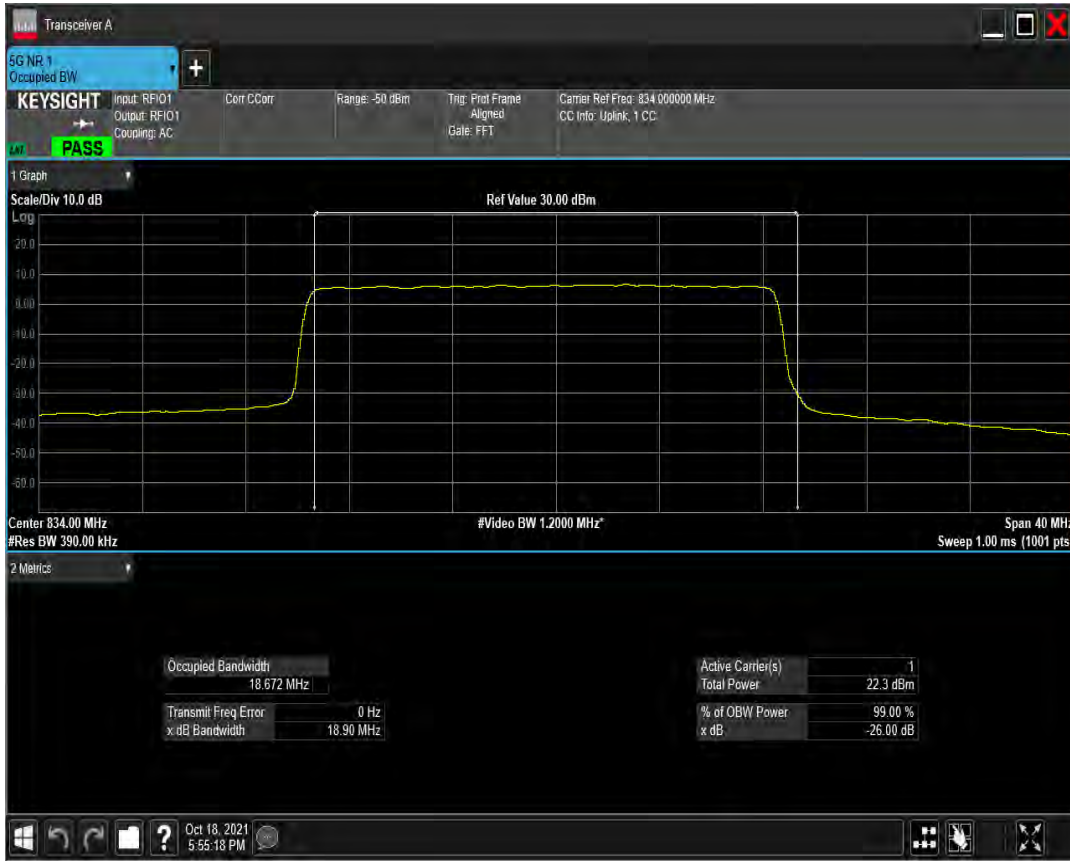 Transceiver A
5G NR 1
Occupied BW
+
KEYSIGHT
Input: RFIO1
Output: RFIO1
Coupling: AC
Corr CCorr
Range: -50 dBm
Trig: Prot Frame
Aligned
Gate: FFT
Carrier Ref Freq: 834.000000 MHz
CC Info: Uplink, 1 CC
PASS
1 Graph
Scale/Div 10.0 dB
Ref Value 30.00 dBm
Log
20.0
10.0
0.00
-10.0
-20.0
-30.0
-40.0
-50.0
-60.0
Center 834.00 MHz
#Video BW 1.2000 MHz*
Span 40 MHz
#Res BW 390.00 kHz
Sweep 1.00 ms (1001 pts
2 Metrics
Occupied Bandwidth
18.672 MHz
Transmit Freq Error 0 Hz
x dB Bandwidth 18.90 MHz
Active Carrier(s) 1
Total Power 22.3 dBm
% of OBW Power 99.00 %
x dB -26.00 dB
?
Oct 18, 2021
5:55:18 PM